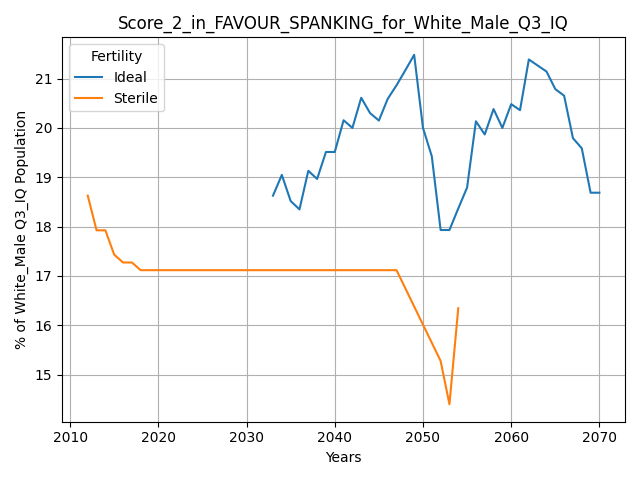 Score_2_in_FAVOUR_SPANKING_for_White_Male_Q3_IQ
Fertility
Ideal
Sterile
% of White_Male Q3_IQ Population
21
20
19
18
17
16
15
2010 2020 2030 2040 2050 2060 2070
Years